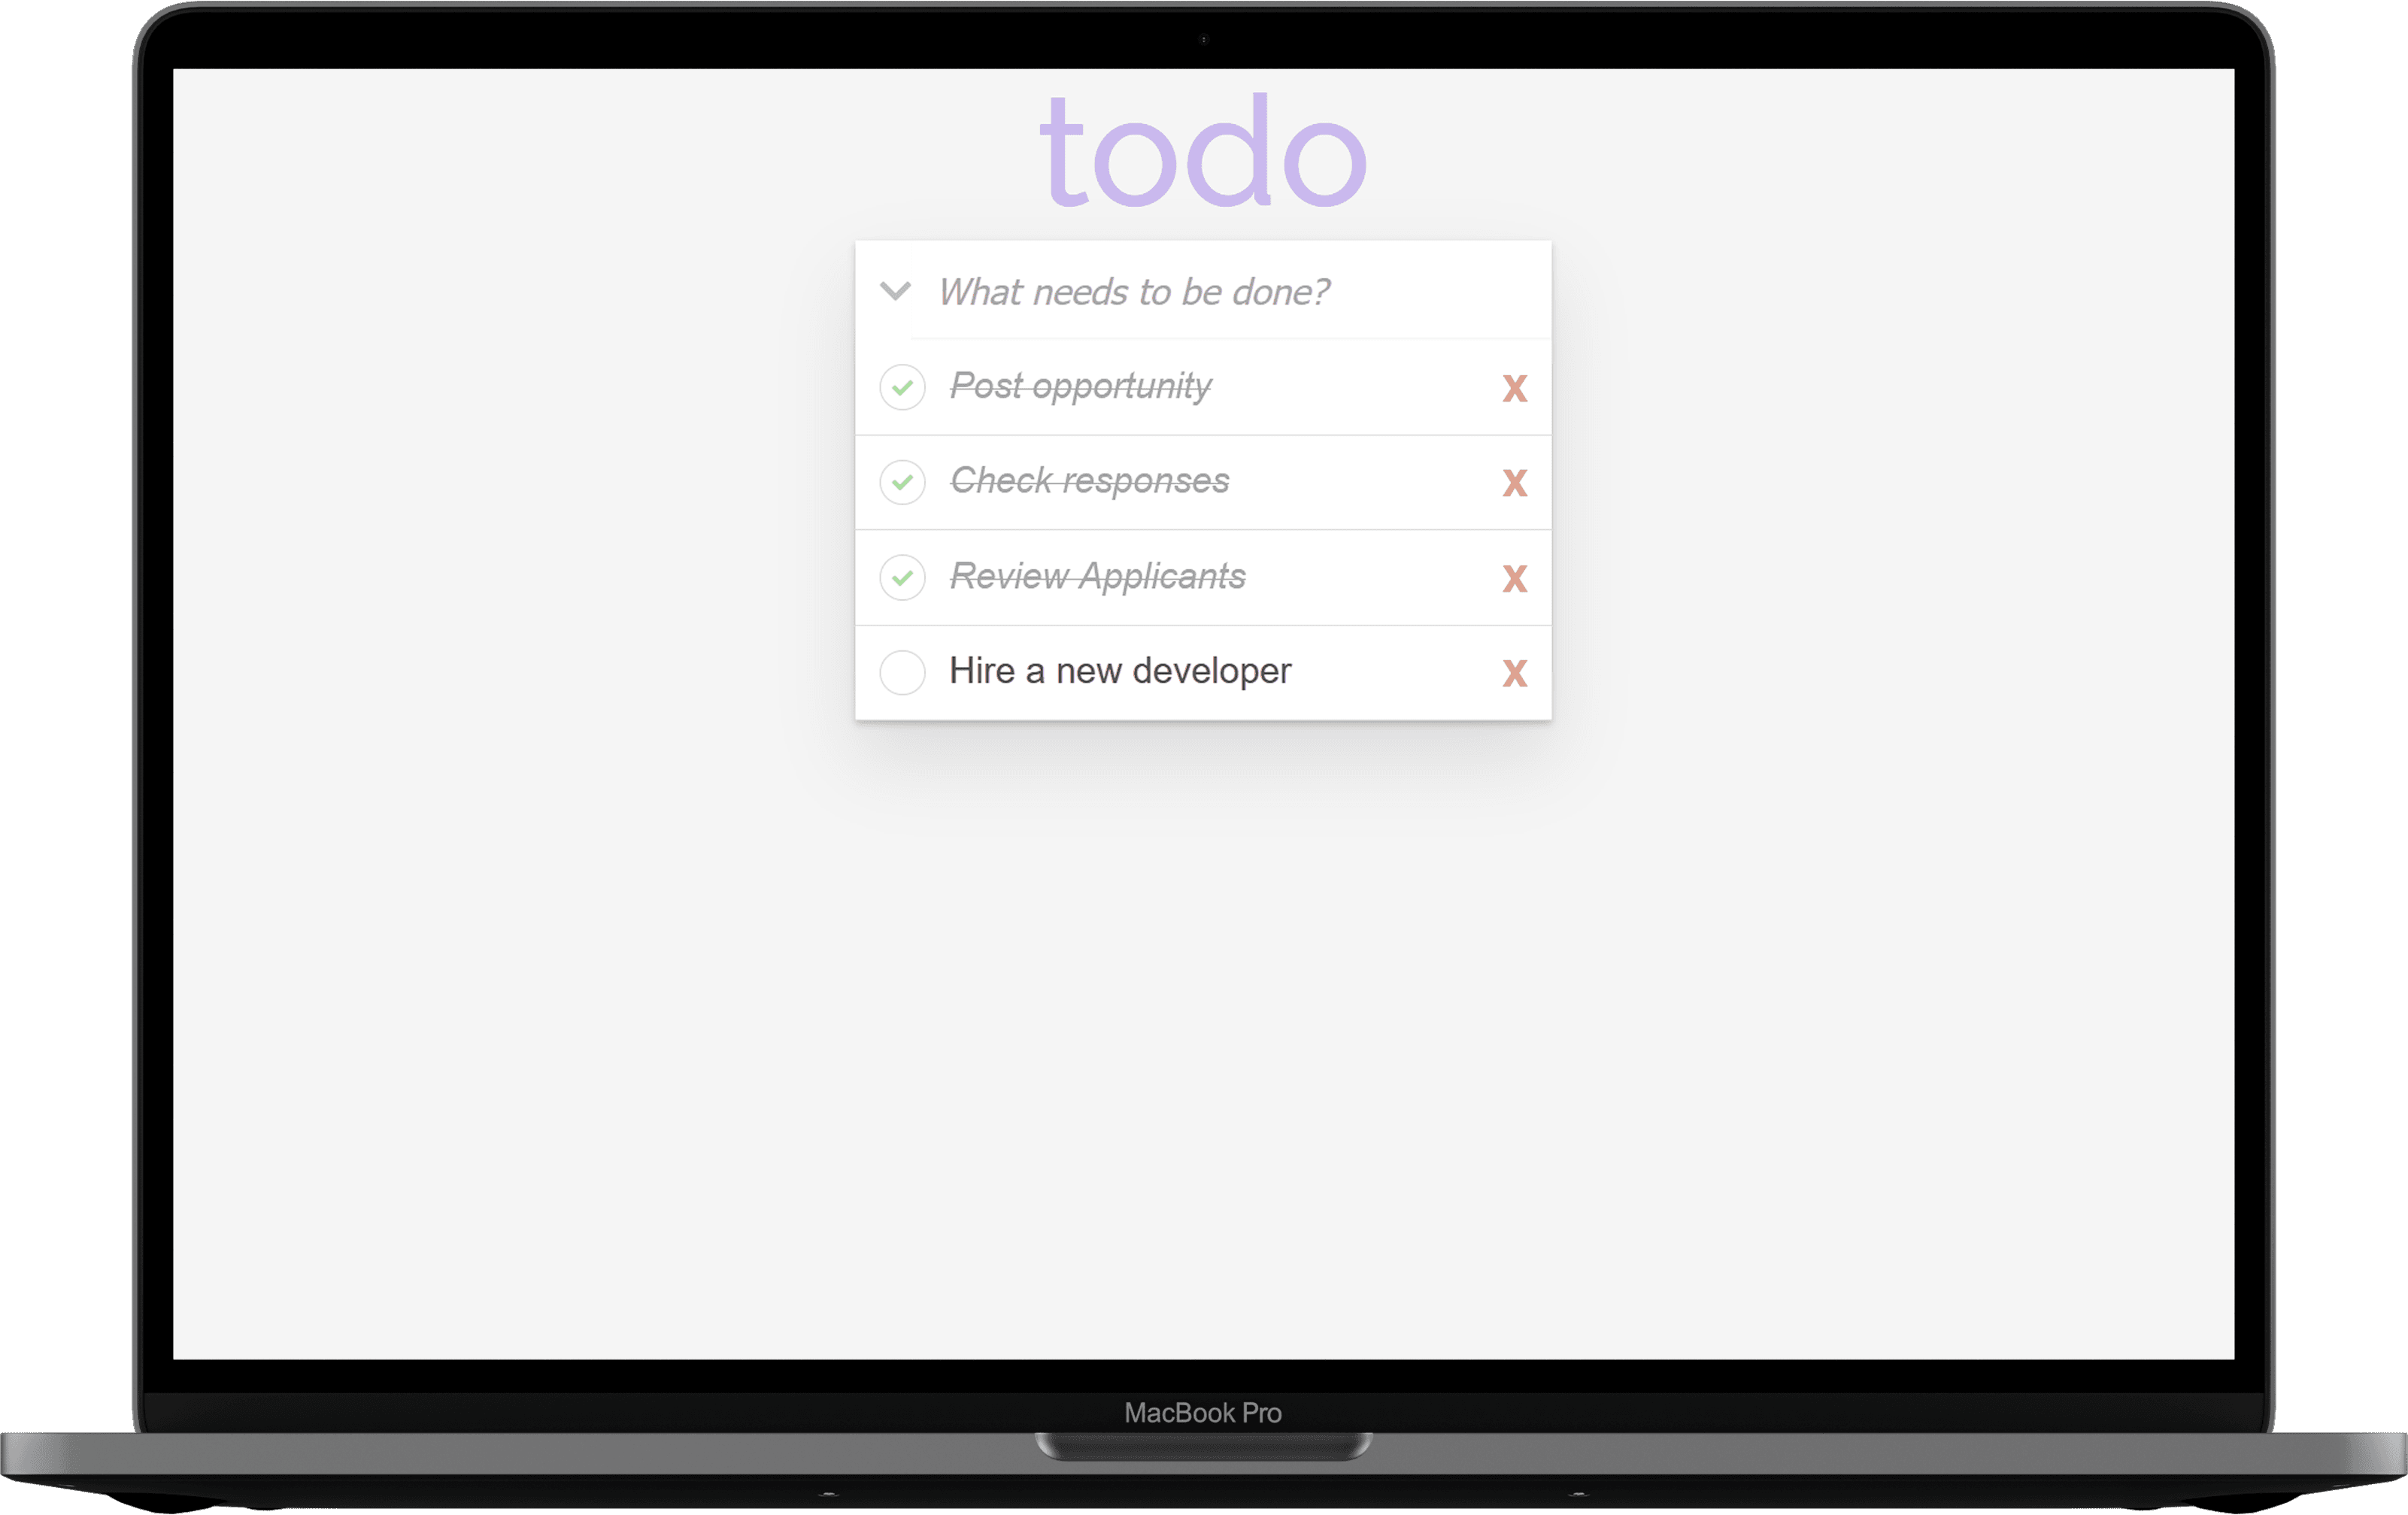 todo
What needs to be done?
Post opportunity X
Check responses X
Review Applicants X
Hire a new developer X
MacBook Pro